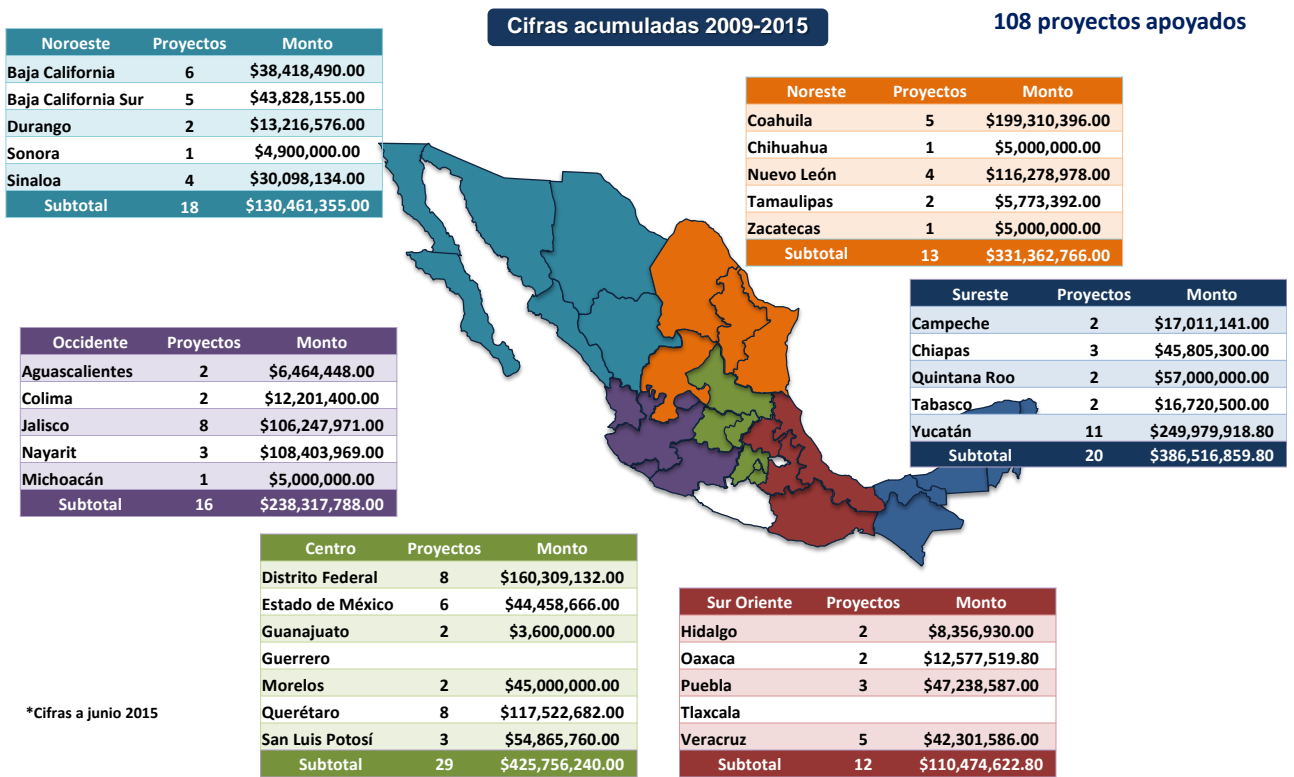 Cifras acumuladas 2009-2015
108 proyectos apoyados
Noroeste Proyectos Monto
Baja California 6 $38,418,490.00
Baja California Sur 5 $43,828,155.00
Durango 2 $13,216,576.00
Sonora 1 $4,900,000.00
Sinaloa 4 $30,098,134.00
Subtotal 18 $130,461,355.00
Noreste Proyectos Monto
Coahuila 5 $199,310,396.00
Chihuahua 1 $5,000,000.00
Nuevo León 4 $116,278,978.00
Tamaulipas 2 $5,773,392.00
Zacatecas 1 $5,000,000.00
Subtotal 13 $331,362,766.00
Sureste Proyectos Monto
Campeche 2 $17,011,141.00
Chiapas 3 $45,805,300.00
Quintana Roo 2 $57,000,000.00
Tabasco 2 $16,720,500.00
Yucatán 11 $249,979,918.80
Subtotal 20 $386,516,859.80
Occidente Proyectos Monto
Aguascalientes 2 $6,464,448.00
Colima 2 $12,201,400.00
Jalisco 8 $106,247,971.00
Nayarit 3 $108,403,969.00
Michoacán 1 $5,000,000.00
Subtotal 16 $238,317,788.00
Centro Proyectos Monto
Distrito Federal 8 $160,309,132.00
Estado de México 6 $44,458,666.00
Guanajuato 2 $3,600,000.00
Guerrero
Morelos 2 $45,000,000.00
Querétaro 8 $117,522,682.00
San Luis Potosí 3 $54,865,760.00
Subtotal 29 $425,756,240.00
Sur Oriente Proyectos Monto
Hidalgo 2 $8,356,930.00
Oaxaca 2 $12,577,519.80
Puebla 3 $47,238,587.00
Tlaxcala
Veracruz 5 $42,301,586.00
Subtotal 12 $110,474,622.80
*Cifras a junio 2015